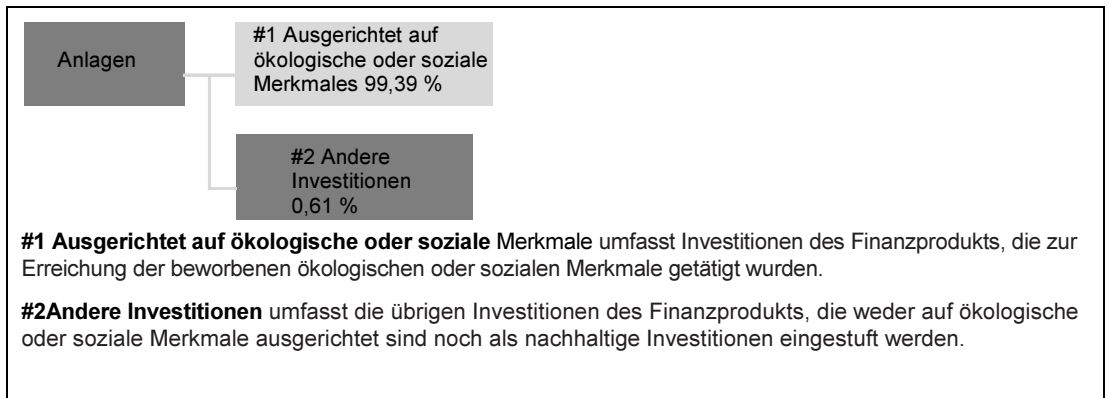 Anlagen
#1 Ausgerichtet auf
ökologische oder soziale
Merkmales 99,39 %
#2 Andere
Investitionen
0,61 %
#1 Ausgerichtet auf ökologische oder soziale Merkmale umfasst Investitionen des Finanzprodukts, die zur
Erreichung der beworbenen ökologischen oder sozialen Merkmale getätigt wurden.
#2Andere Investitionen umfasst die übrigen Investitionen des Finanzprodukts, die weder auf ökologische
oder soziale Merkmale ausgerichtet sind noch als nachhaltige Investitionen eingestuft werden.